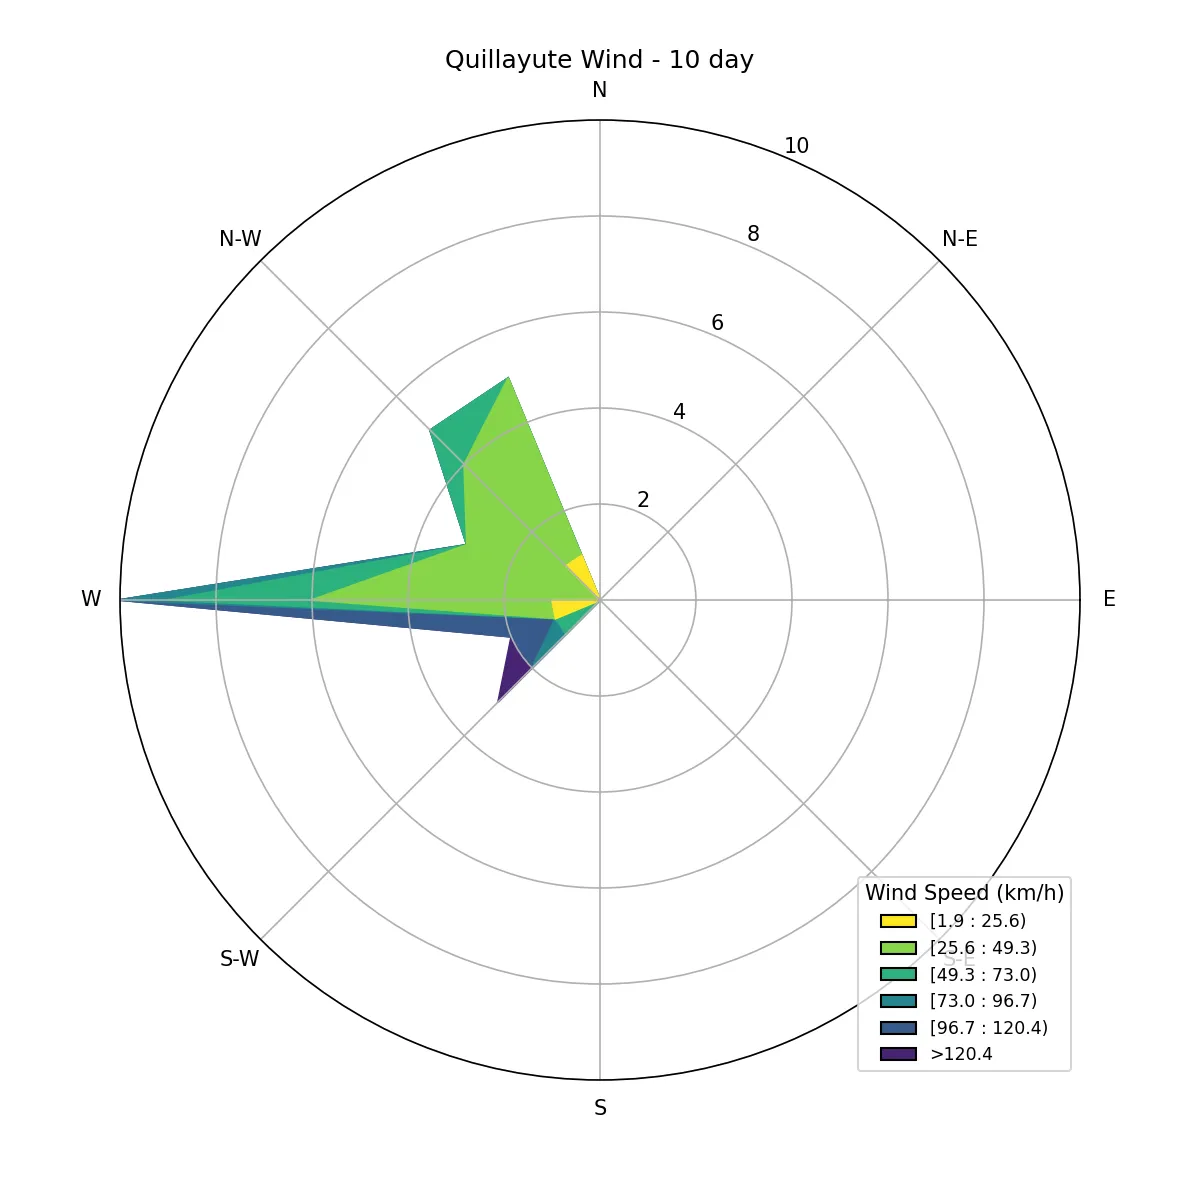 Quillayute Wind - 10 day
N
10
N-W
8
N-E
6
4
2
W
E
Wind Speed (km/h)
[1.9 : 25.6)
[25.6 : 49.3)
S-W
S-E
[49.3 : 73.0)
[73.0 : 96.7)
[96.7 : 120.4)
>120.4
S